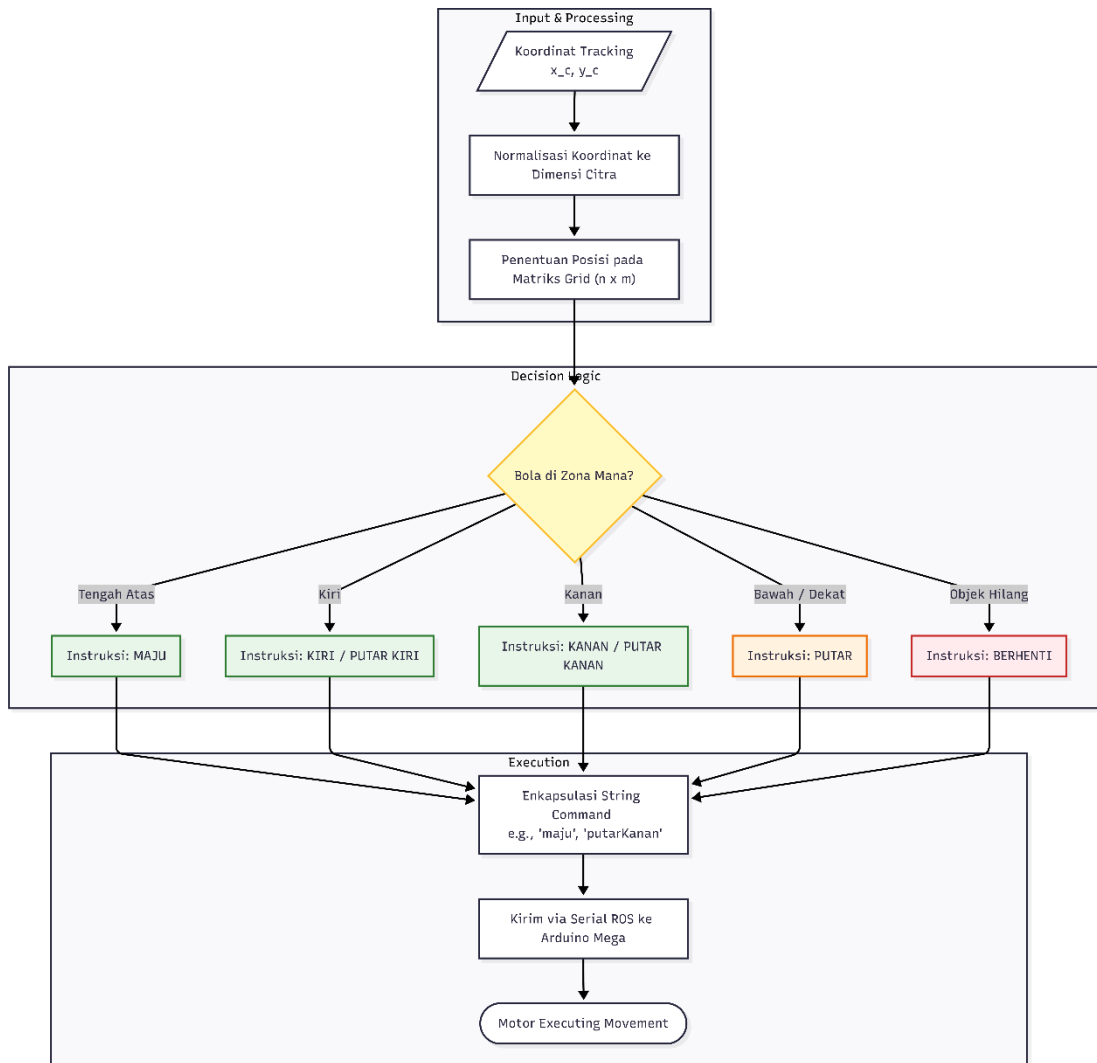 Input & Processing
Koordinat Tracking
x_c, y_c
Normalisasi Koordinat ke
Dimensi Citra
Penentuan Posisi pada
Matriks Grid (n x m)
Decision Logic
Bola di Zona Mana?
Tengah Atas
Kiri
Kanan
Bawah / Dekat
Objek Hilang
Instruksi: MAJU
Instruksi: KIRI / PUTAR KIRI
Instruksi: KANAN / PUTAR
KANAN
Instruksi: PUTAR
Instruksi: BERHENTI
Execution
Enkapsulasi String
Command
e.g., 'maju', 'putarKanan'
Kirim via Serial ROS ke
Arduino Mega
Motor Executing Movement